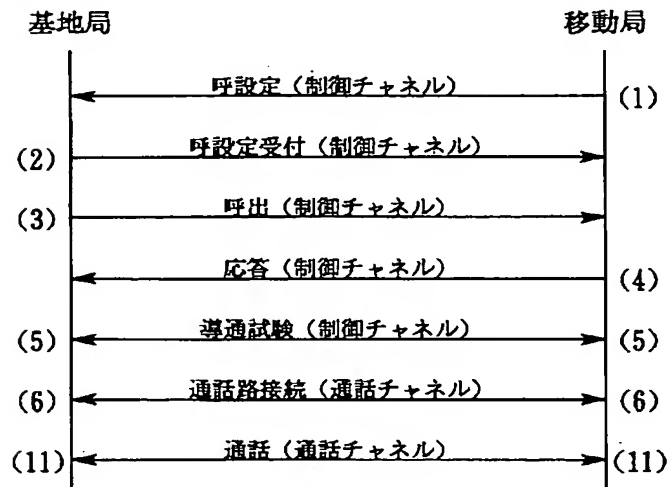 基地局 移動局
呼設定（制御チャネル） (1)
(2) 呼設定受付（制御チャネル）
(3) 呼出（制御チャネル）
応答（制御チャネル） (4)
(5) 導通試験（制御チャネル） (5)
(6) 通話路接続（通話チャネル） (6)
(11) 通話（通話チャネル） (11)